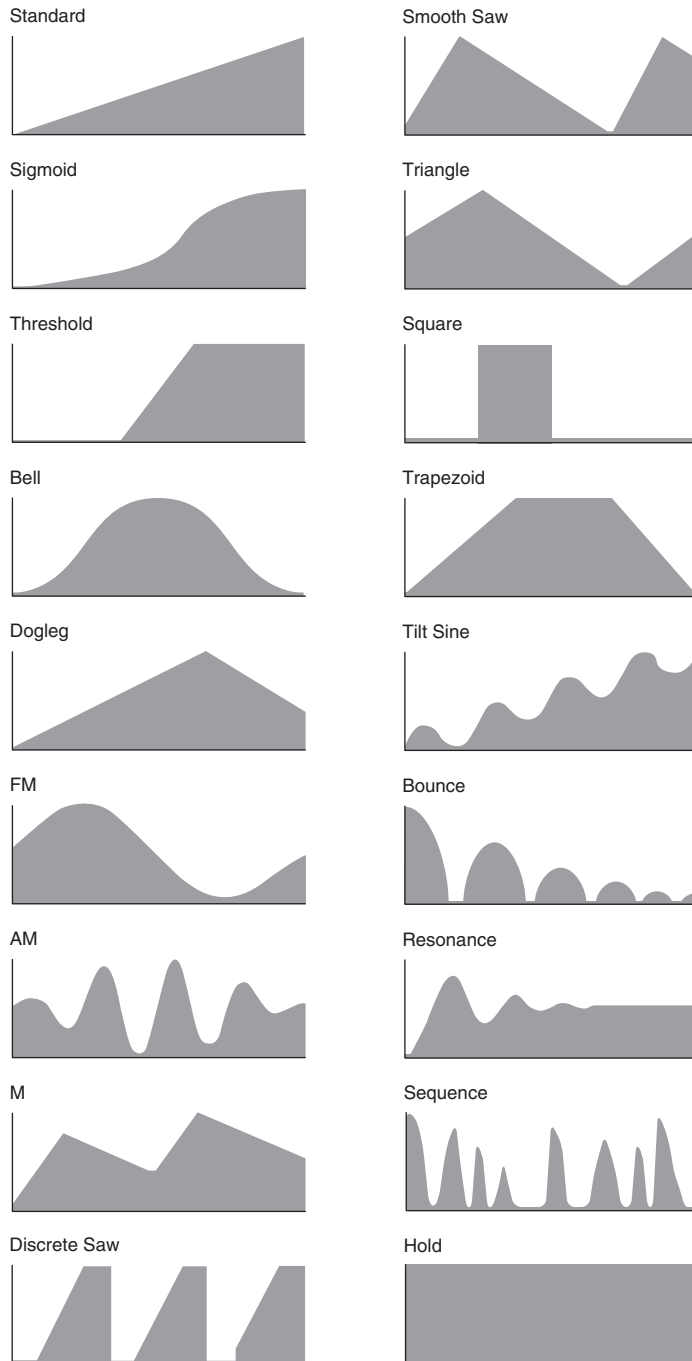 Standard
Smooth Saw
Sigmoid
Triangle
Threshold
Square
Bell
Trapezoid
Dogleg
Tilt Sine
FM
Bounce
AM
Resonance
M
Sequence
Discrete Saw
Hold